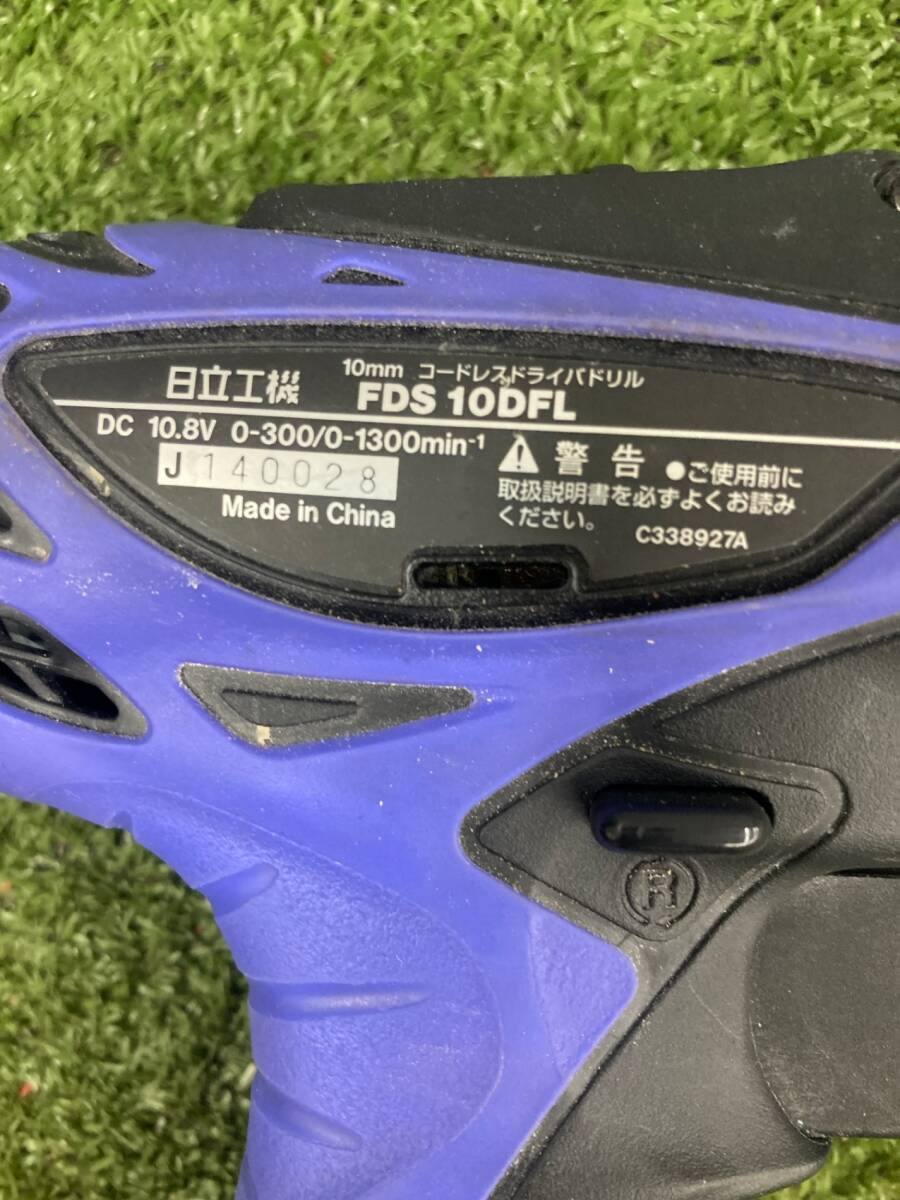 日立工機
10mm コードレスドライバドリル
FDS 10DFL
DC 10.8V 0-300/0-1300min-1
J 140028
Made in China
警告 ●ご使用前に
取扱説明書を必ずよくお読み
ください。
C338927A
R